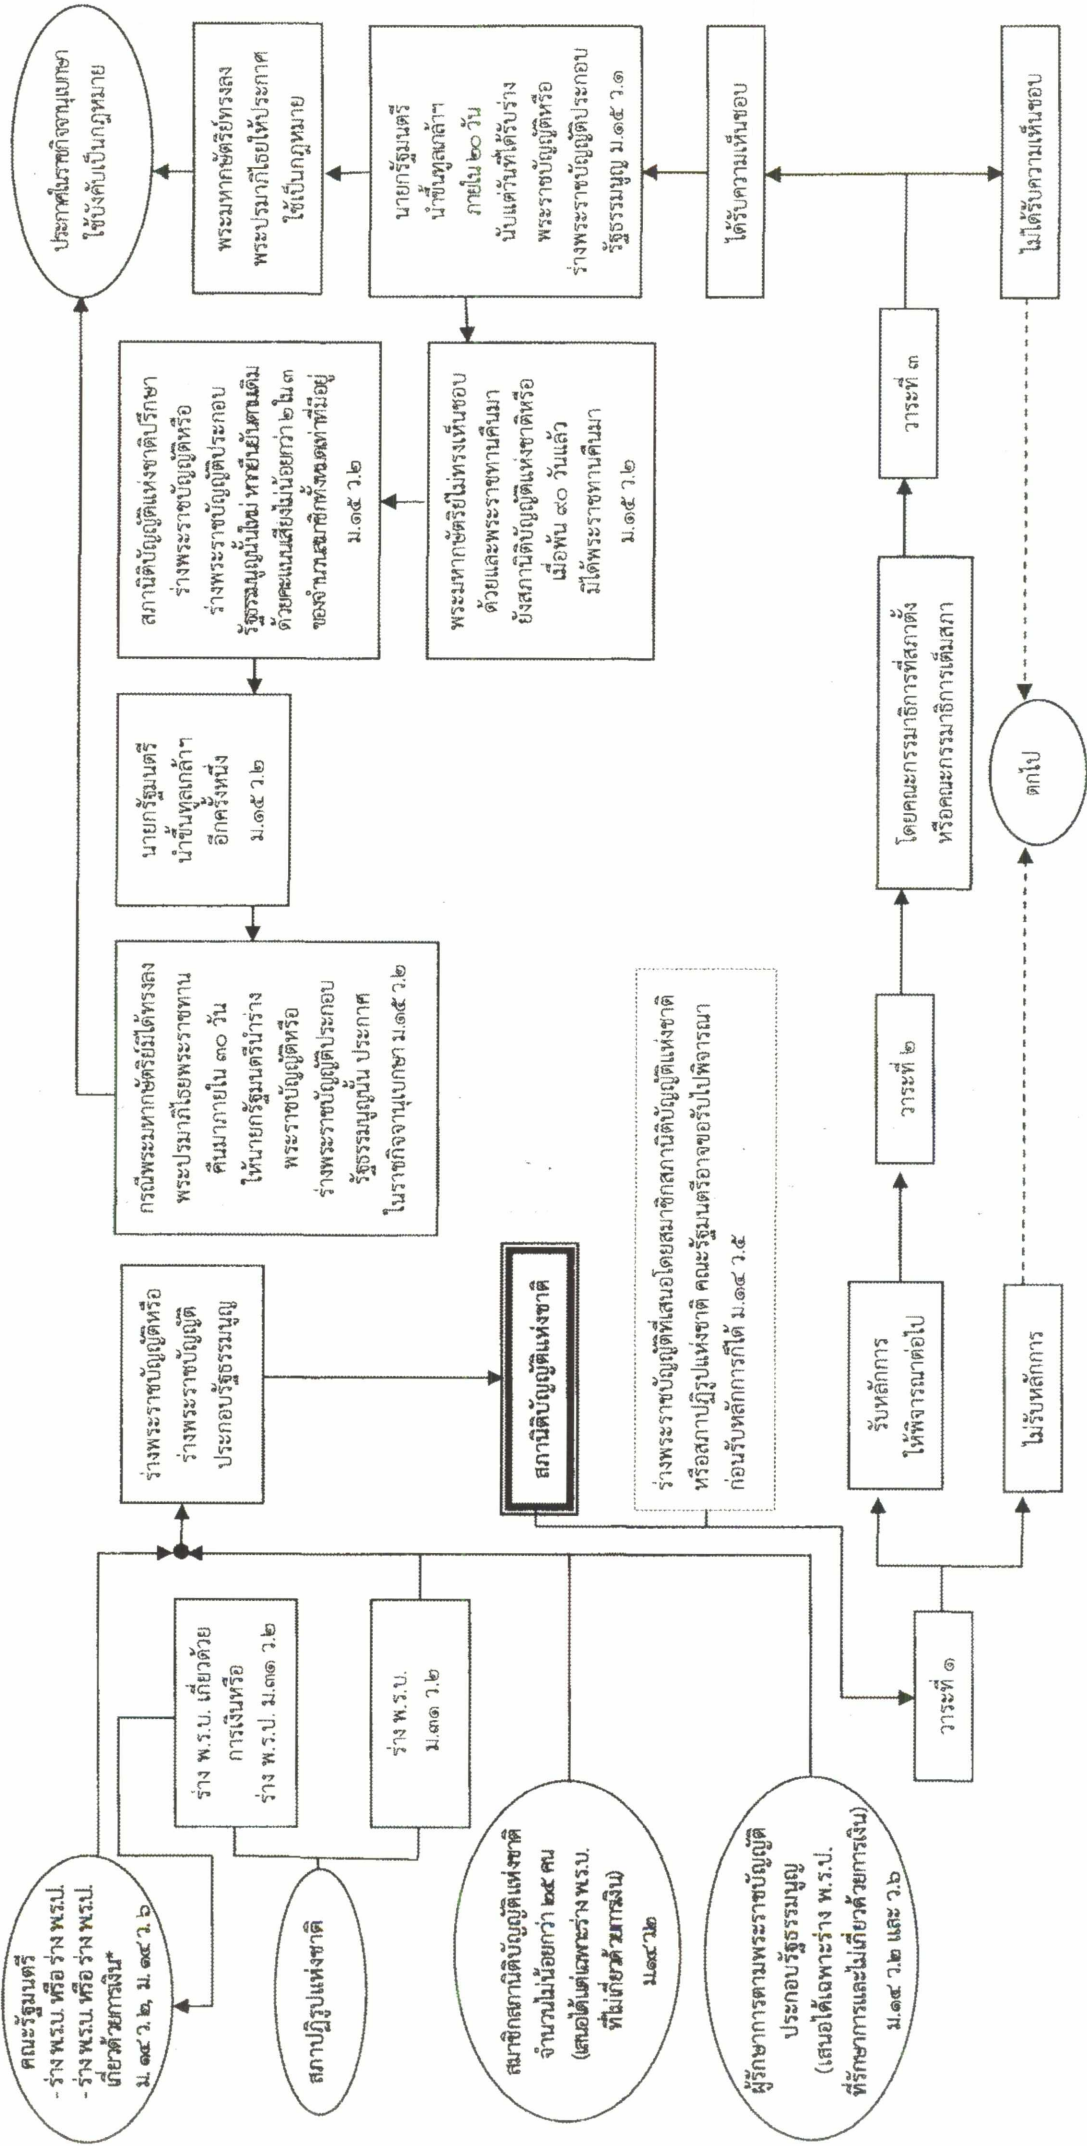 คณะรัฐมนตรี
- ร่าง พ.ร.บ. หรือ ร่าง พ.ร.ป.
- ร่าง พ.ร.บ. หรือ ร่าง พ.ร.ป.
เกี่ยวด้วยการเงิน*
ม. ๑๔ ว.๒, ม. ๑๔ ว.๖
ร่าง พ.ร.บ. เกี่ยวด้วย
การเงินหรือ
ร่าง พ.ร.ป. ม.๓๑ ว.๒
สภาปฏิรูปแห่งชาติ
ร่าง พ.ร.บ.
ม.๓๑ ว.๒
สมาชิกสภานิติบัญญัติแห่งชาติ
จำนวนไม่น้อยกว่า ๒๕ คน
(เสนอได้แต่เฉพาะร่าง พ.ร.บ.
ที่ไม่เกี่ยวด้วยการเงิน)
ม.๑๔ ว.๒
ผู้รักษาการตามพระราชบัญญัติ
ประกอบรัฐธรรมนูญ
(เสนอได้เฉพาะร่าง พ.ร.ป.
ที่รักษาการและไม่เกี่ยวด้วยการเงิน)
ม.๑๔ ว.๒ และ ว.๖
ร่างพระราชบัญญัติหรือ
ร่างพระราชบัญญัติ
ประกอบรัฐธรรมนูญ
สภานิติบัญญัติแห่งชาติ
ร่างพระราชบัญญัติที่เสนอโดยสมาชิกสภานิติบัญญัติแห่งชาติ
หรือสภาปฏิรูปแห่งชาติ คณะรัฐมนตรีอาจขอรับไปพิจารณา
ก่อนรับหลักการก็ได้ ม.๑๔ ว.๕
วาระที่ ๑
รับหลักการ
ให้พิจารณาต่อไป
ไม่รับหลักการ
วาระที่ ๒
โดยคณะกรรมาธิการที่สภาตั้ง
หรือคณะกรรมาธิการเต็มสภา
ตกไป
วาระที่ ๓
ได้รับความเห็นชอบ
ไม่ได้รับความเห็นชอบ
นายกรัฐมนตรี
นำขึ้นทูลเกล้าฯ
ภายใน ๒๐ วัน
นับแต่วันที่ได้รับร่าง
พระราชบัญญัติหรือ
ร่างพระราชบัญญัติประกอบ
รัฐธรรมนูญ ม.๑๕ ว.๑
พระมหากษัตริย์ทรงลง
พระปรมาภิไธยให้ประกาศ
ใช้เป็นกฎหมาย
ประกาศในราชกิจจานุเบกษา
ใช้บังคับเป็นกฎหมาย
พระมหากษัตริย์ไม่ทรงเห็นชอบ
ด้วยและพระราชทานคืนมา
ยังสภานิติบัญญัติแห่งชาติหรือ
เมื่อพ้น ๙๐ วันแล้ว
มิได้พระราชทานคืนมา
ม.๑๕ ว.๒
สภานิติบัญญัติแห่งชาติปรึกษา
ร่างพระราชบัญญัติหรือ
ร่างพระราชบัญญัติประกอบ
รัฐธรรมนูญนั้นใหม่ หากยืนยันตามเดิม
ด้วยคะแนนเสียงไม่น้อยกว่า ๒ ใน ๓
ของจำนวนสมาชิกทั้งหมดเท่าที่มีอยู่
ม.๑๕ ว.๒
นายกรัฐมนตรี
นำขึ้นทูลเกล้าฯ
อีกครั้งหนึ่ง
ม.๑๕ ว.๒
กรณีพระมหากษัตริย์มิได้ทรงลง
พระปรมาภิไธยพระราชทาน
คืนมาภายใน ๓๐ วัน
ให้นายกรัฐมนตรีนำร่าง
พระราชบัญญัติหรือ
ร่างพระราชบัญญัติประกอบ
รัฐธรรมนูญนั้น ประกาศ
ในราชกิจจานุเบกษา ม.๑๕ ว.๒